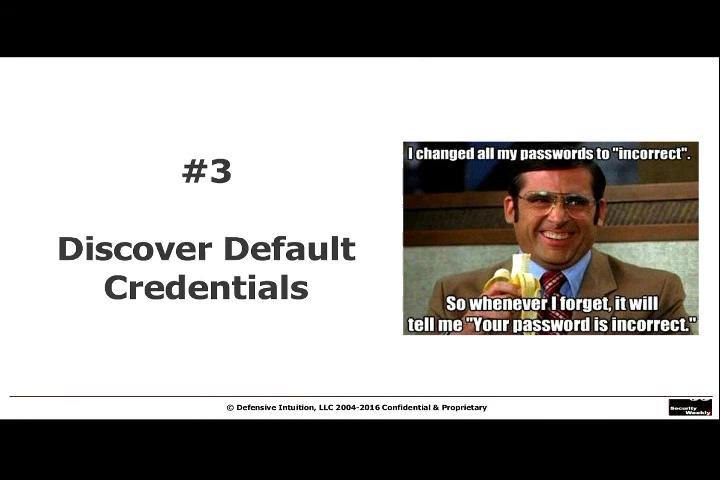 #3
Discover Default
Credentials
I changed all my passwords to "incorrect".
So whenever I forget, it will
tell me "Your password is incorrect."
© Defensive Intuition, LLC 2004-2016 Confidential & Proprietary
Security
Weekly